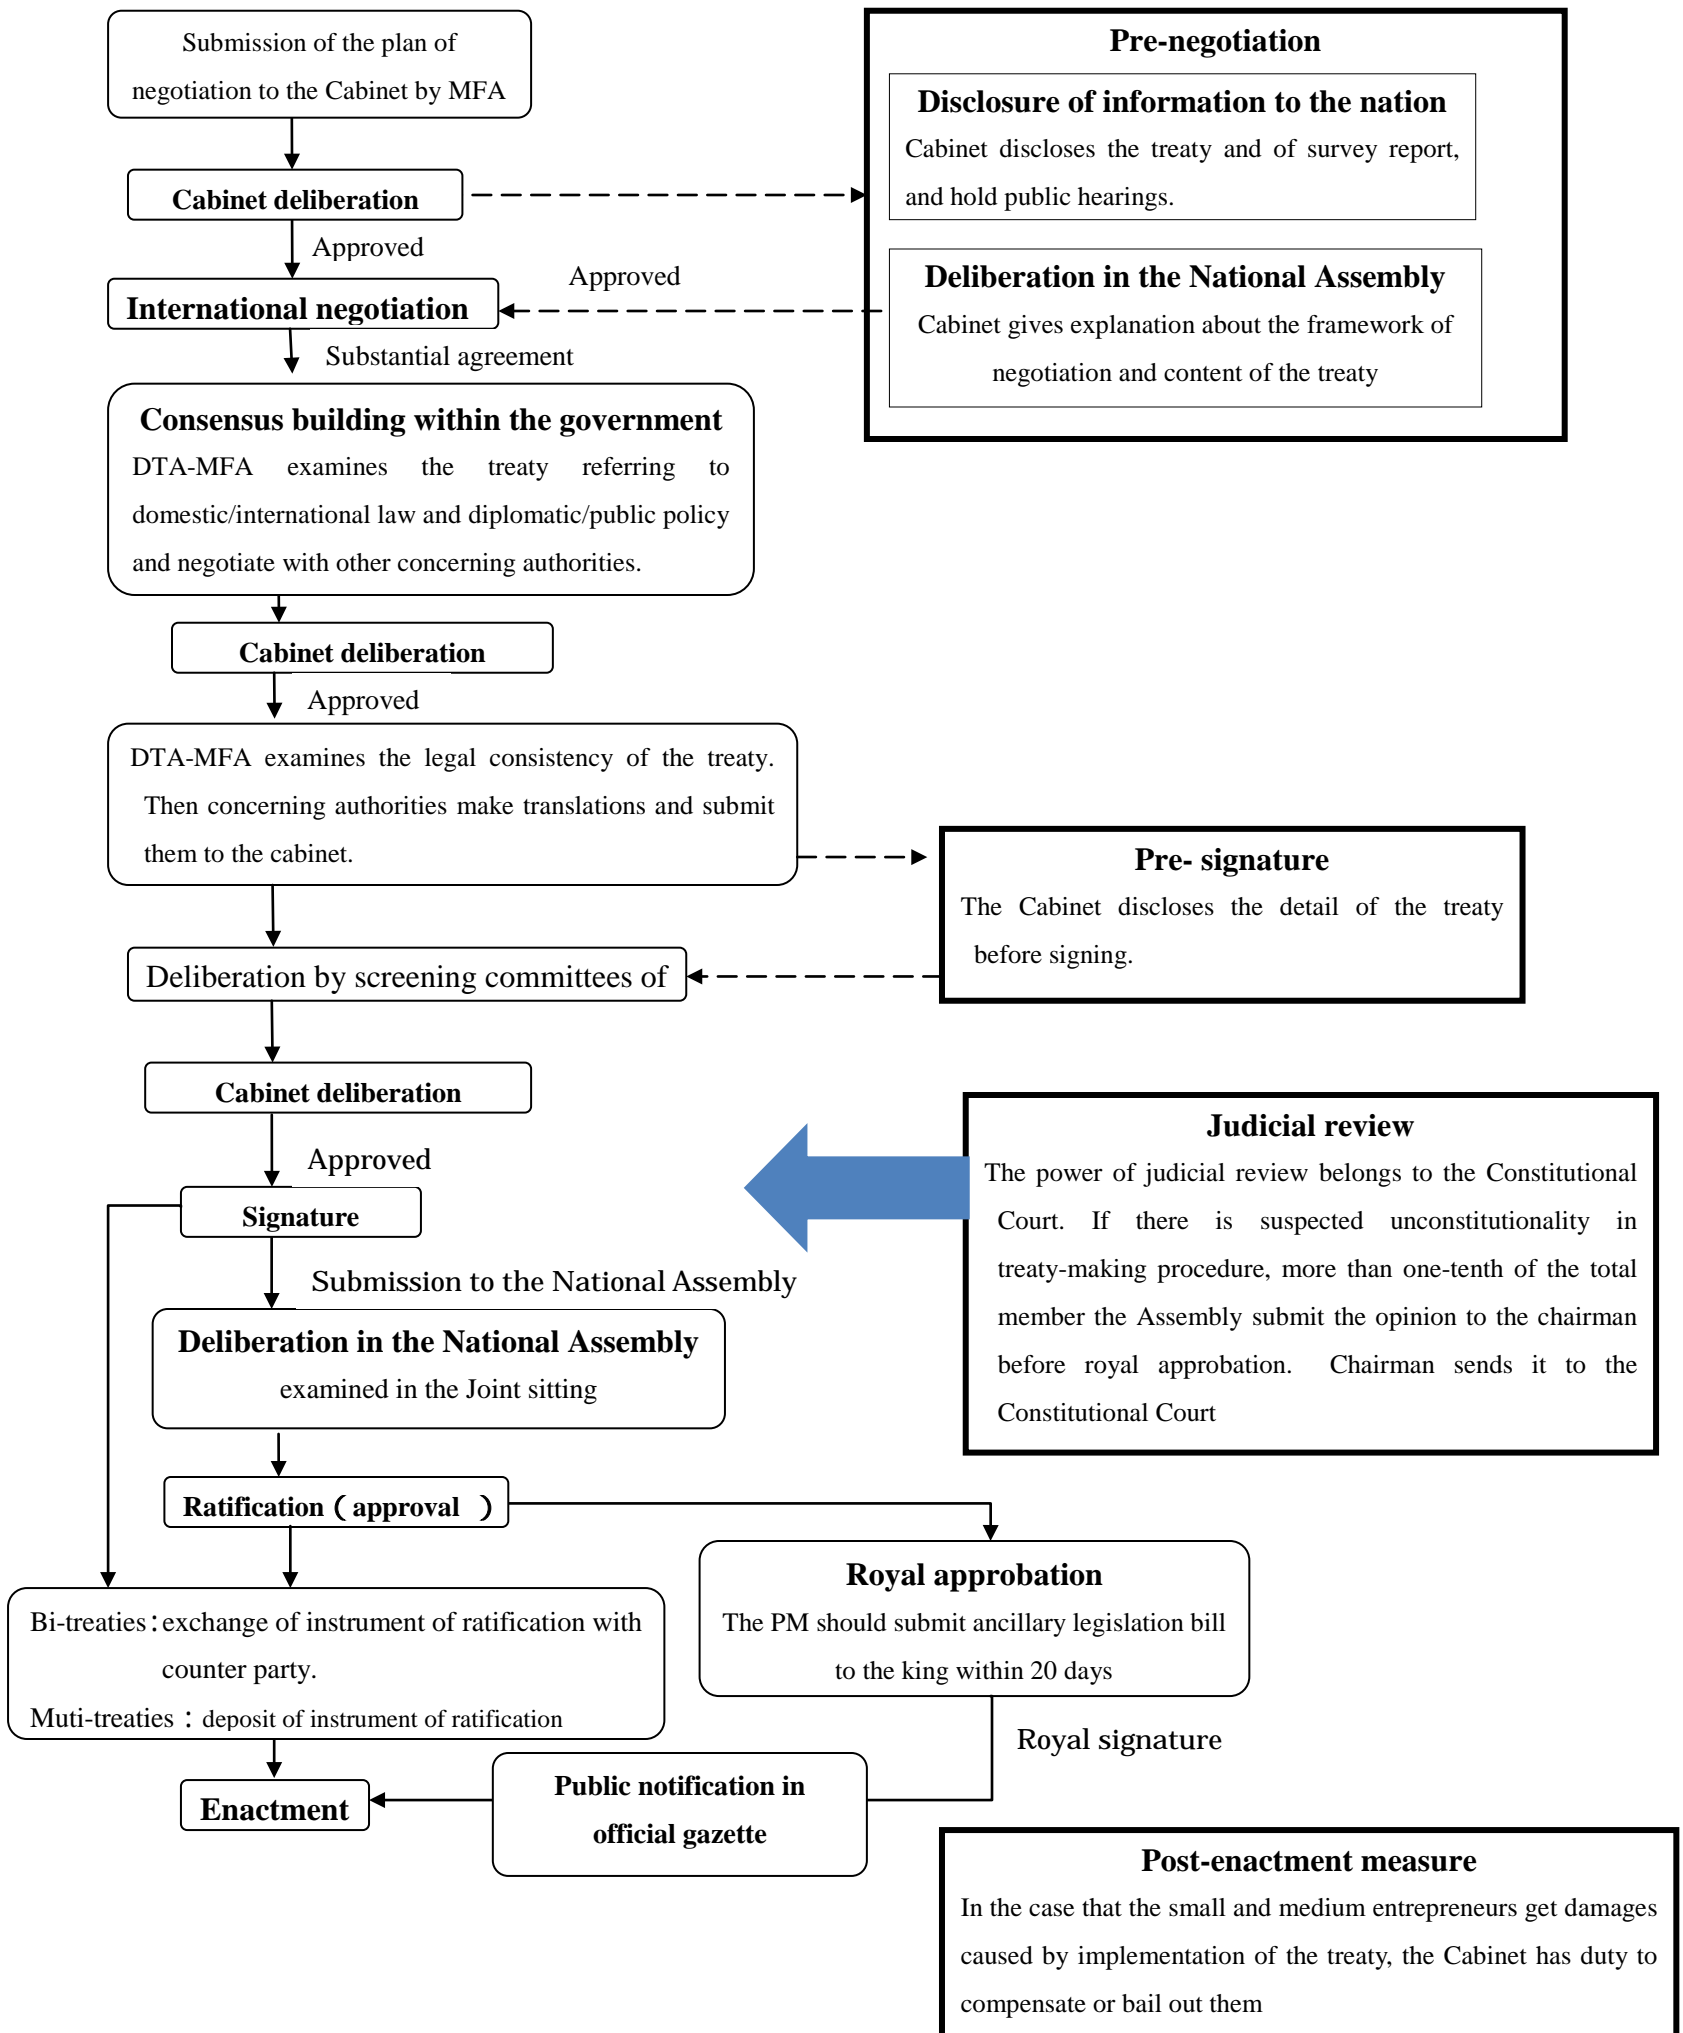 Submission of the plan of
negotiation to the Cabinet by MFA
Pre-negotiation
Disclosure of information to the nation
Cabinet discloses the treaty and of survey report,
and hold public hearings.
Cabinet deliberation
Approved
Approved
Deliberation in the National Assembly
Cabinet gives explanation about the framework of
negotiation and content of the treaty
International negotiation
Substantial agreement
Consensus building within the government
DTA-MFA examines the treaty referring to
domestic/international law and diplomatic/public policy
and negotiate with other concerning authorities.
Cabinet deliberation
Approved
DTA-MFA examines the legal consistency of the treaty.
Then concerning authorities make translations and submit
them to the cabinet.
Pre- signature
The Cabinet discloses the detail of the treaty
before signing.
Deliberation by screening committees of
Cabinet deliberation
Approved
Judicial review
The power of judicial review belongs to the Constitutional
Court. If there is suspected unconstitutionality in
treaty-making procedure, more than one-tenth of the total
member the Assembly submit the opinion to the chairman
before royal approbation. Chairman sends it to the
Constitutional Court
Signature
Submission to the National Assembly
Deliberation in the National Assembly
examined in the Joint sitting
Ratification（approval ）
Royal approbation
The PM should submit ancillary legislation bill
to the king within 20 days
Bi-treaties：exchange of instrument of ratification with
counter party.
Muti-treaties：deposit of instrument of ratification
Royal signature
Public notification in
official gazette
Enactment
Post-enactment measure
In the case that the small and medium entrepreneurs get damages
caused by implementation of the treaty, the Cabinet has duty to
compensate or bail out them